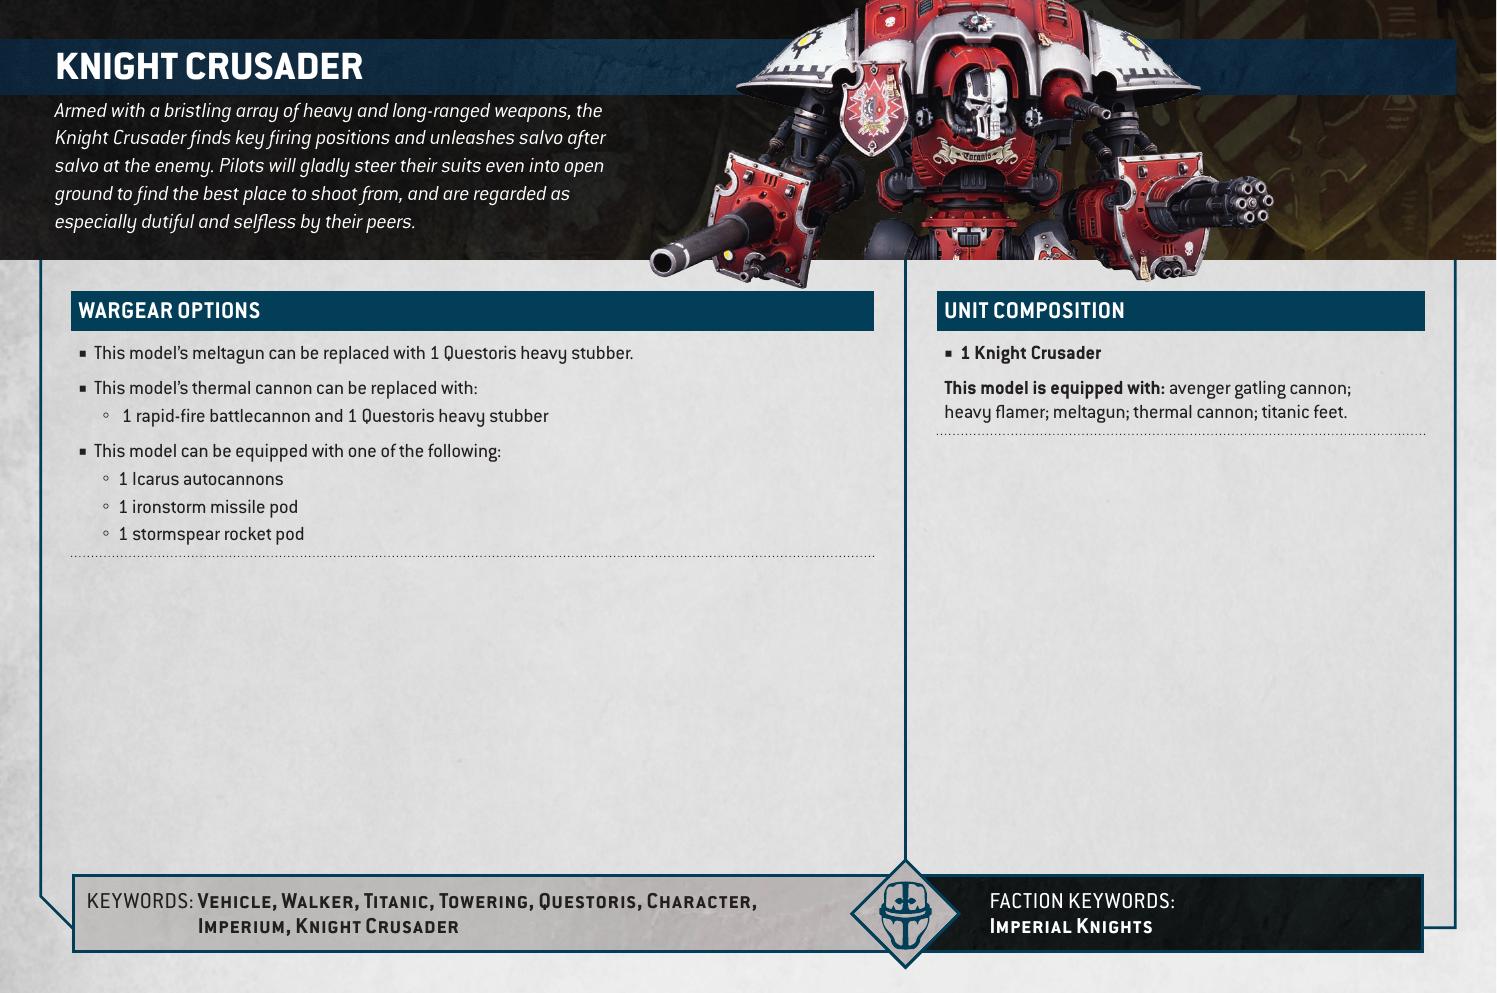 KNIGHT CRUSADER
Armed with a bristling array of heavy and long-ranged weapons, the
Knight Crusader finds key firing positions and unleashes salvo after
salvo at the enemy. Pilots will gladly steer their suits even into open
ground to find the best place to shoot from, and are regarded as
especially dutiful and selfless by their peers.
Taranis
WARGEAR OPTIONS
■ This model’s meltagun can be replaced with 1 Questoris heavy stubber.
■ This model’s thermal cannon can be replaced with:
◦ 1 rapid-fire battlecannon and 1 Questoris heavy stubber
■ This model can be equipped with one of the following:
◦ 1 Icarus autocannons
◦ 1 ironstorm missile pod
◦ 1 stormspear rocket pod
UNIT COMPOSITION
■ 1 Knight Crusader
This model is equipped with: avenger gatling cannon;
heavy flamer; meltagun; thermal cannon; titanic feet.
KEYWORDS: Vehicle, Walker, Titanic, Towering, Questoris, Character,
Imperium, Knight Crusader
FACTION KEYWORDS:
Imperial Knights